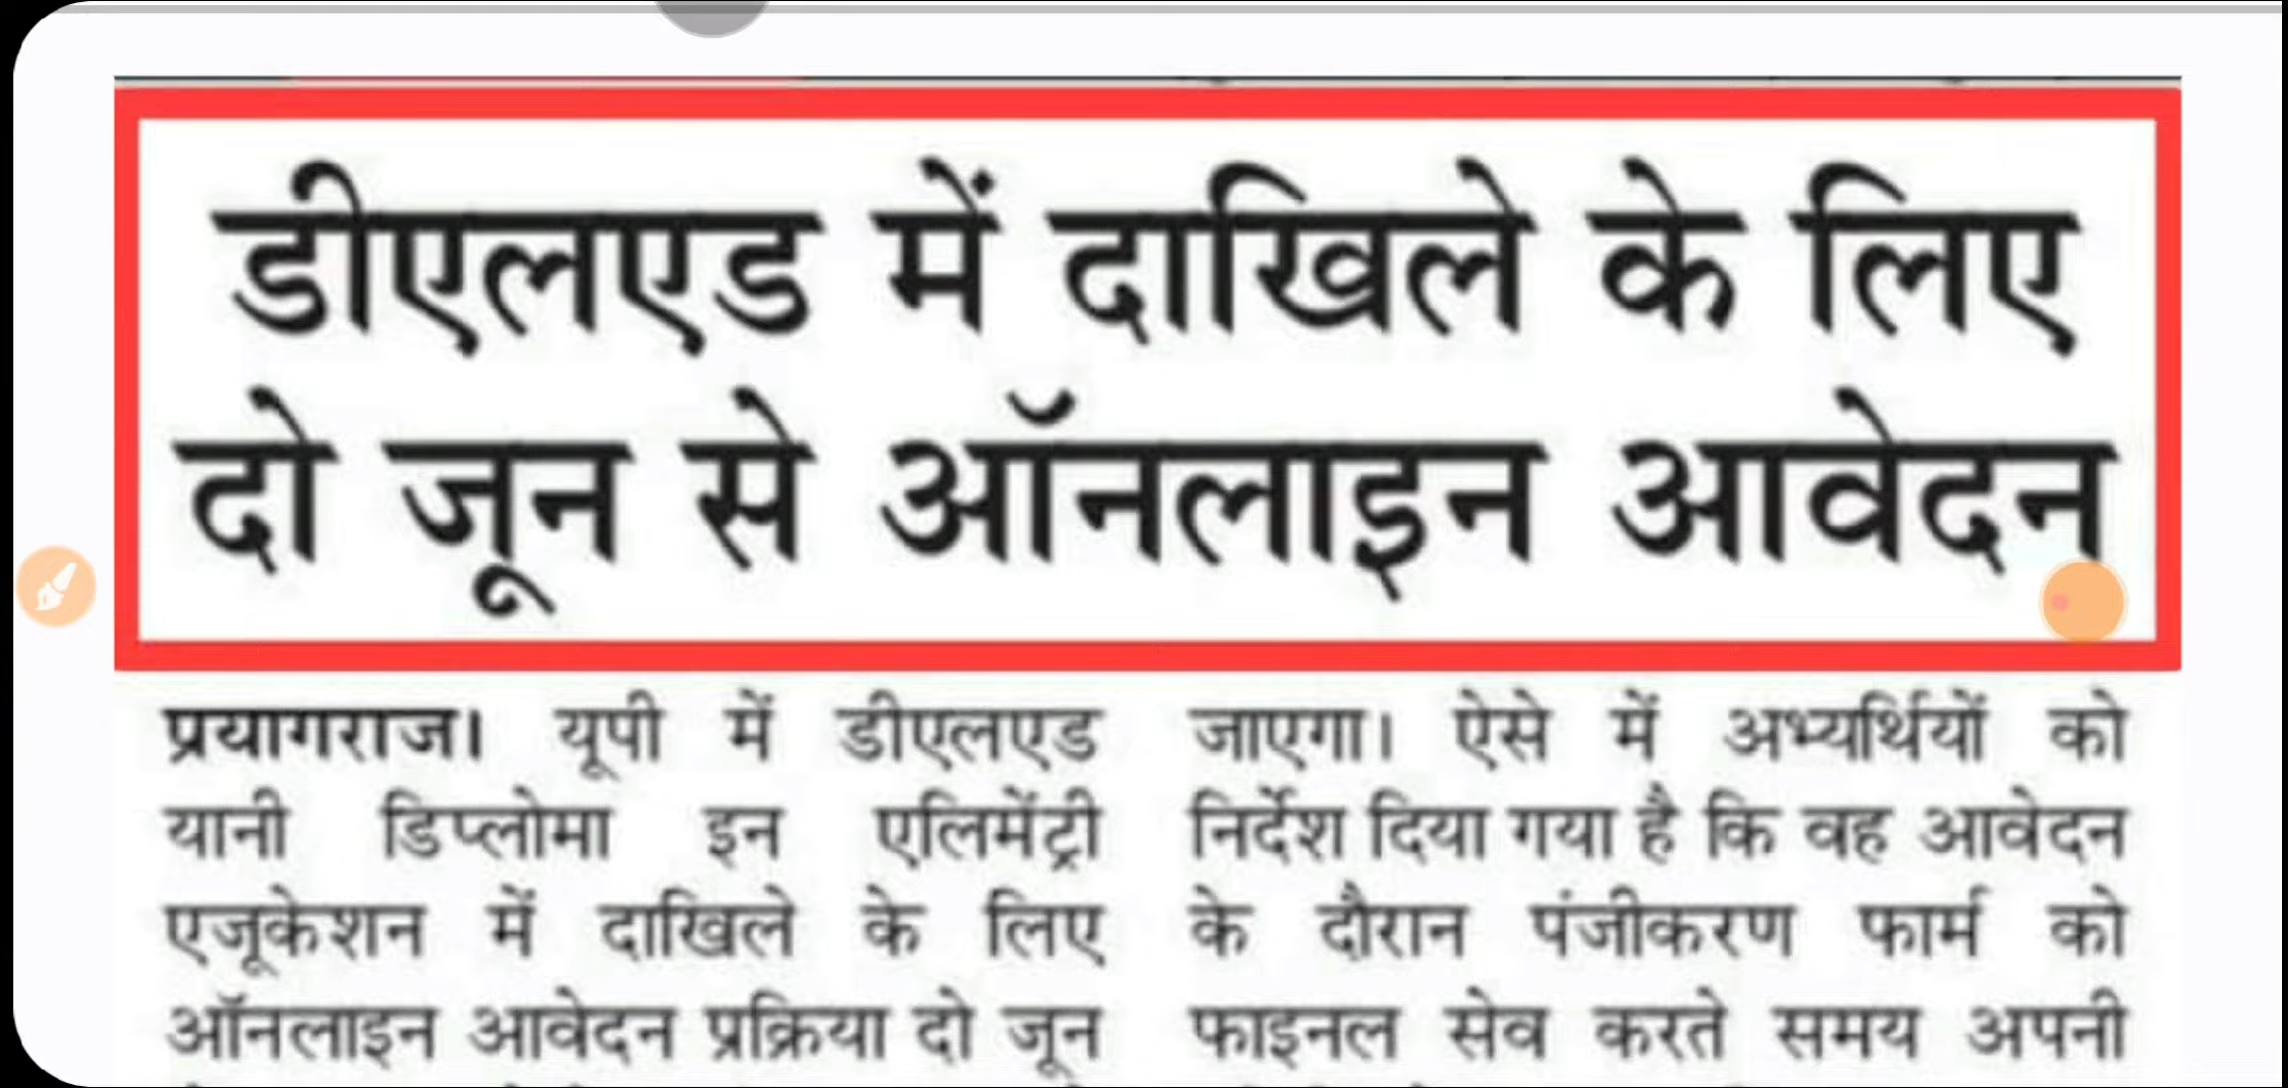 डीएलएड में दाखिले के लिए
दो जून से ऑनलाइन आवेदन
प्रयागराज। यूपी में डीएलएड
यानी डिप्लोमा इन एलिमेंट्री
एजूकेशन में दाखिले के लिए
ऑनलाइन आवेदन प्रक्रिया दो जून
जाएगा। ऐसे में अभ्यर्थियों को
निर्देश दिया गया है कि वह आवेदन
के दौरान पंजीकरण फार्म को
फाइनल सेव करते समय अपनी